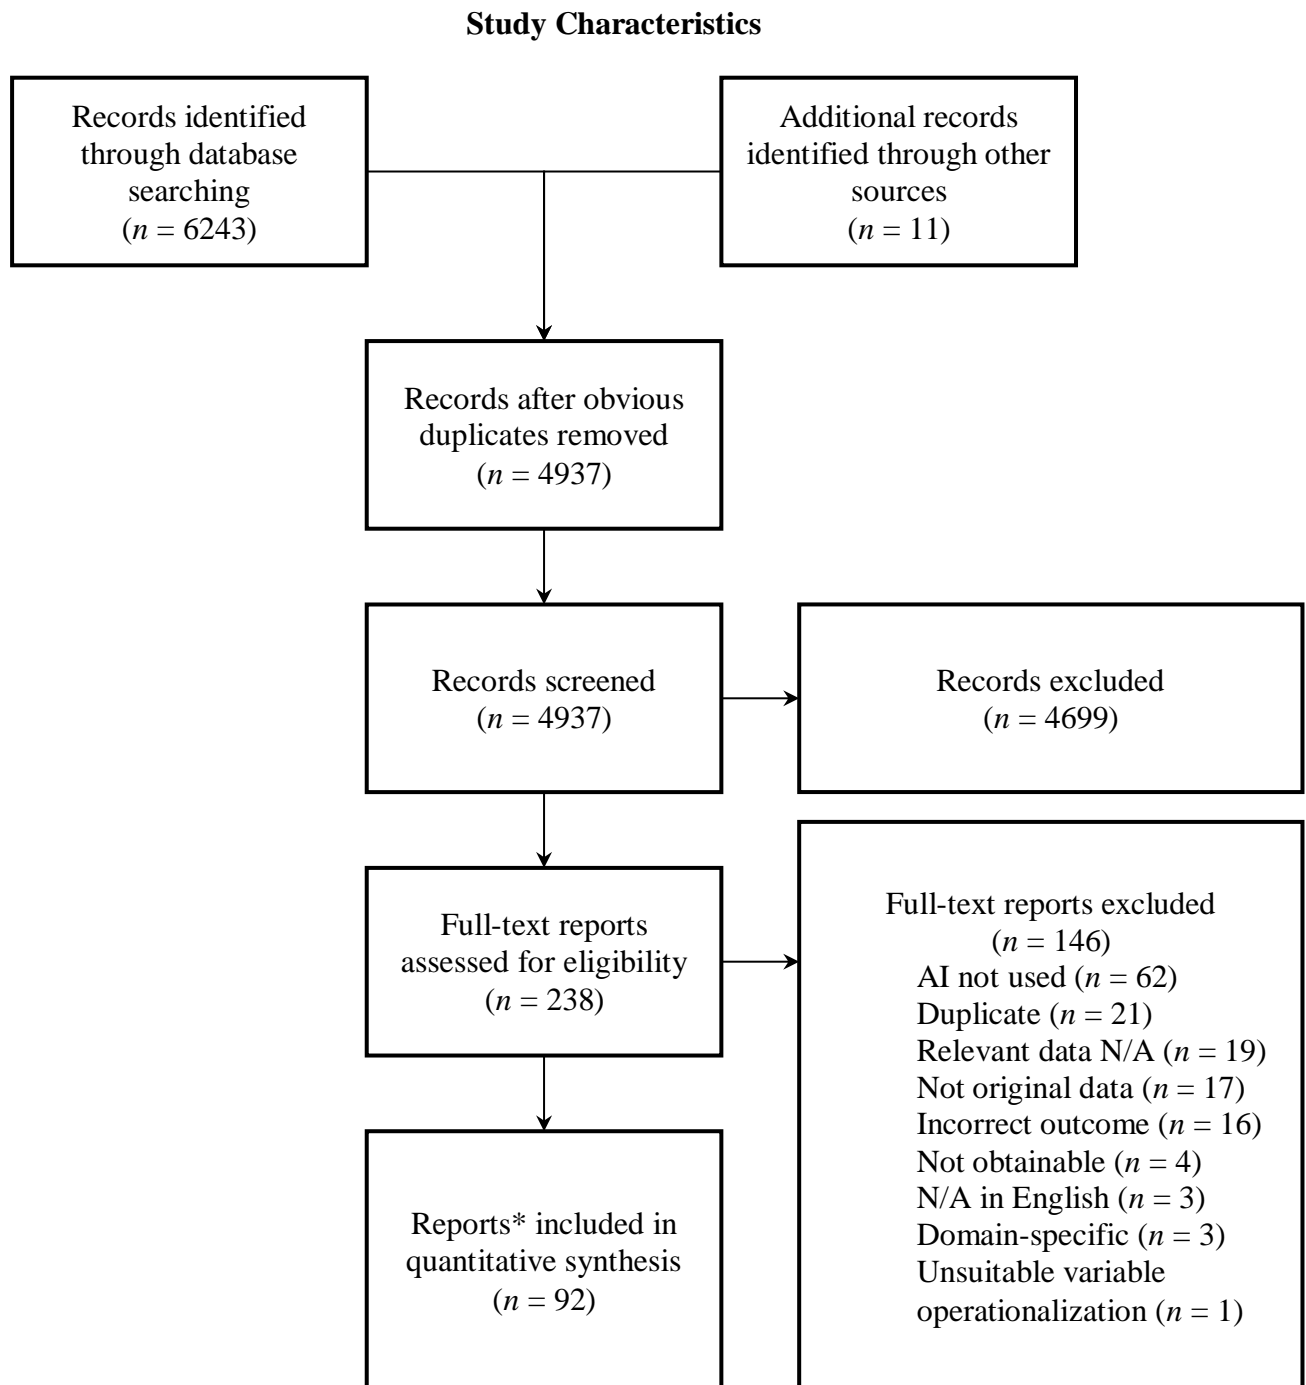 Study Characteristics
Records identified
through database
searching
(n = 6243)
Additional records
identified through other
sources
(n = 11)
Records after obvious
duplicates removed
(n = 4937)
Records screened
(n = 4937)
Records excluded
(n = 4699)
Full-text reports
assessed for eligibility
(n = 238)
Full-text reports excluded
(n = 146)
AI not used (n = 62)
Duplicate (n = 21)
Relevant data N/A (n = 19)
Not original data (n = 17)
Incorrect outcome (n = 16)
Not obtainable (n = 4)
N/A in English (n = 3)
Domain-specific (n = 3)
Unsuitable variable
operationalization (n = 1)
Reports* included in
quantitative synthesis
(n = 92)